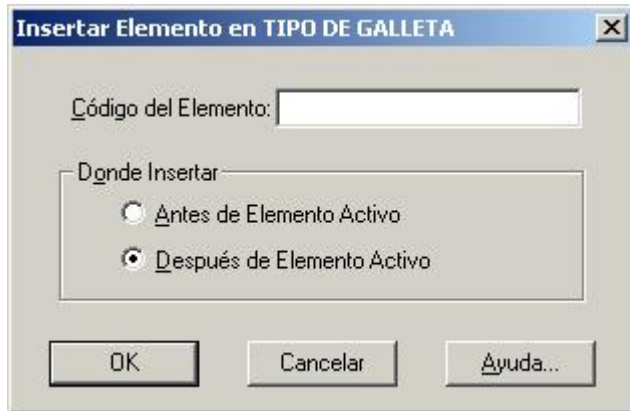 Insertar Elemento en TIPO DE GALLETA
Código del Elemento:
Donde Insertar
Antes de Elemento Activo
Después de Elemento Activo
OK Cancelar Ayuda...